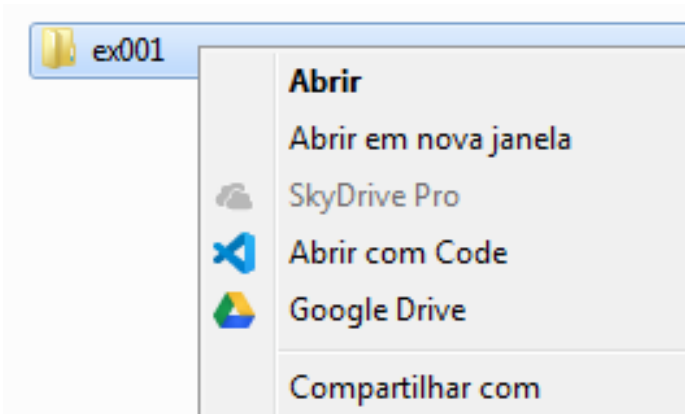 ex001
Abrir
Abrir em nova janela
SkyDrive Pro
Abrir com Code
Google Drive
Compartilhar com